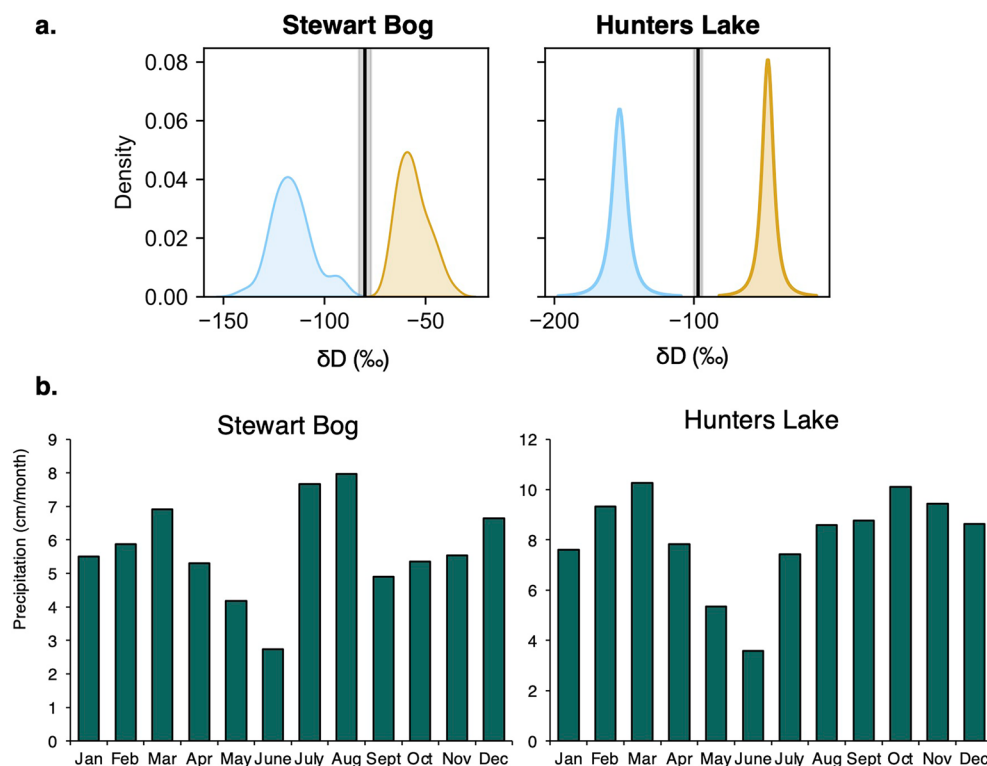 a.
Stewart Bog
Hunters Lake
Density
0.08
0.06
0.04
0.02
0.00
−150
−100
−50
δD (‰)
−200
−100
δD (‰)
b.
Stewart Bog
Precipitation (cm/month)
9
8
7
6
5
4
3
2
1
0
Jan Feb Mar Apr May June July Aug Sept Oct Nov Dec
Hunters Lake
12
10
8
6
4
2
0
Jan Feb Mar Apr May June July Aug Sept Oct Nov Dec